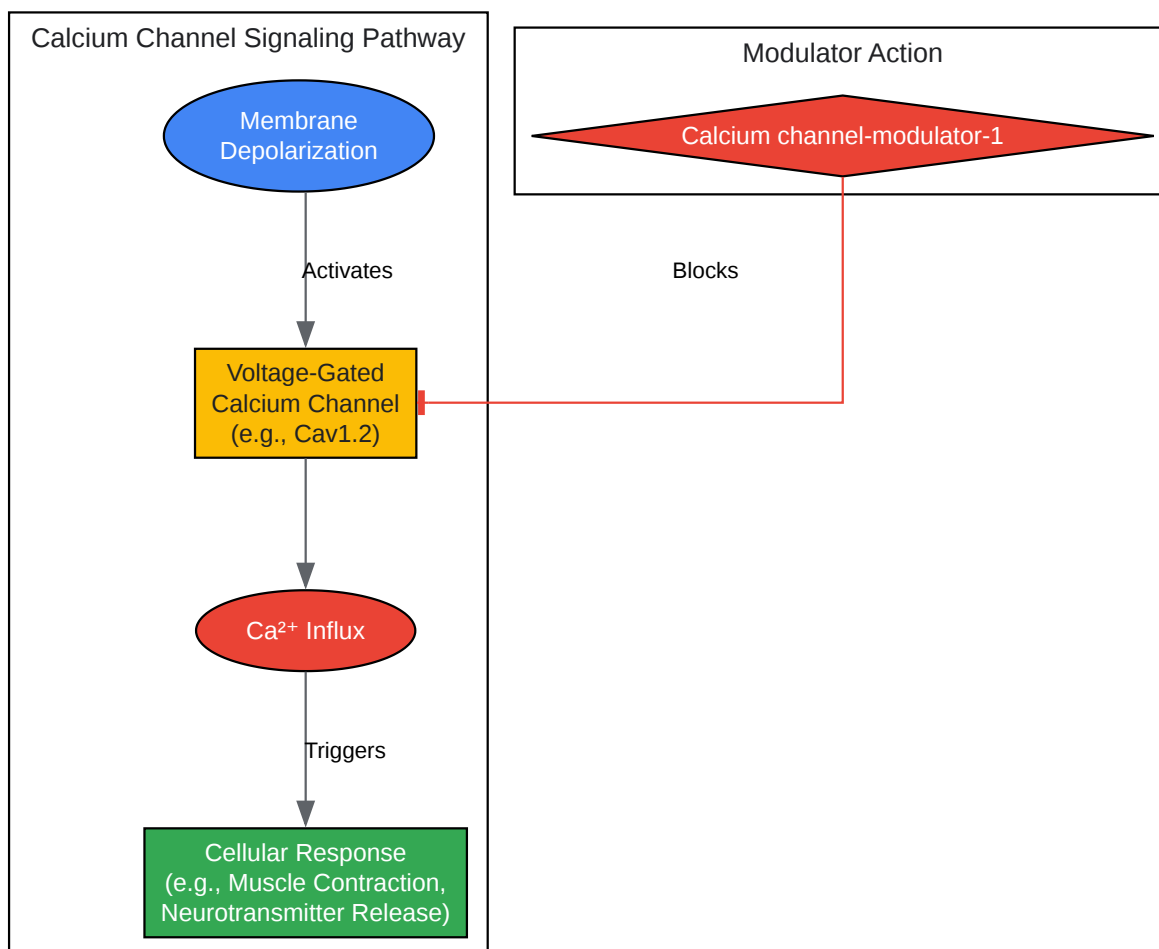 Calcium Channel Signaling Pathway
Modulator Action
Membrane
Depolarization
Calcium channel-modulator-1
Activates
Blocks
Voltage-Gated
Calcium Channel
(e.g., Cav1.2)
Ca²⁺ Influx
Triggers
Cellular Response
(e.g., Muscle Contraction,
Neurotransmitter Release)